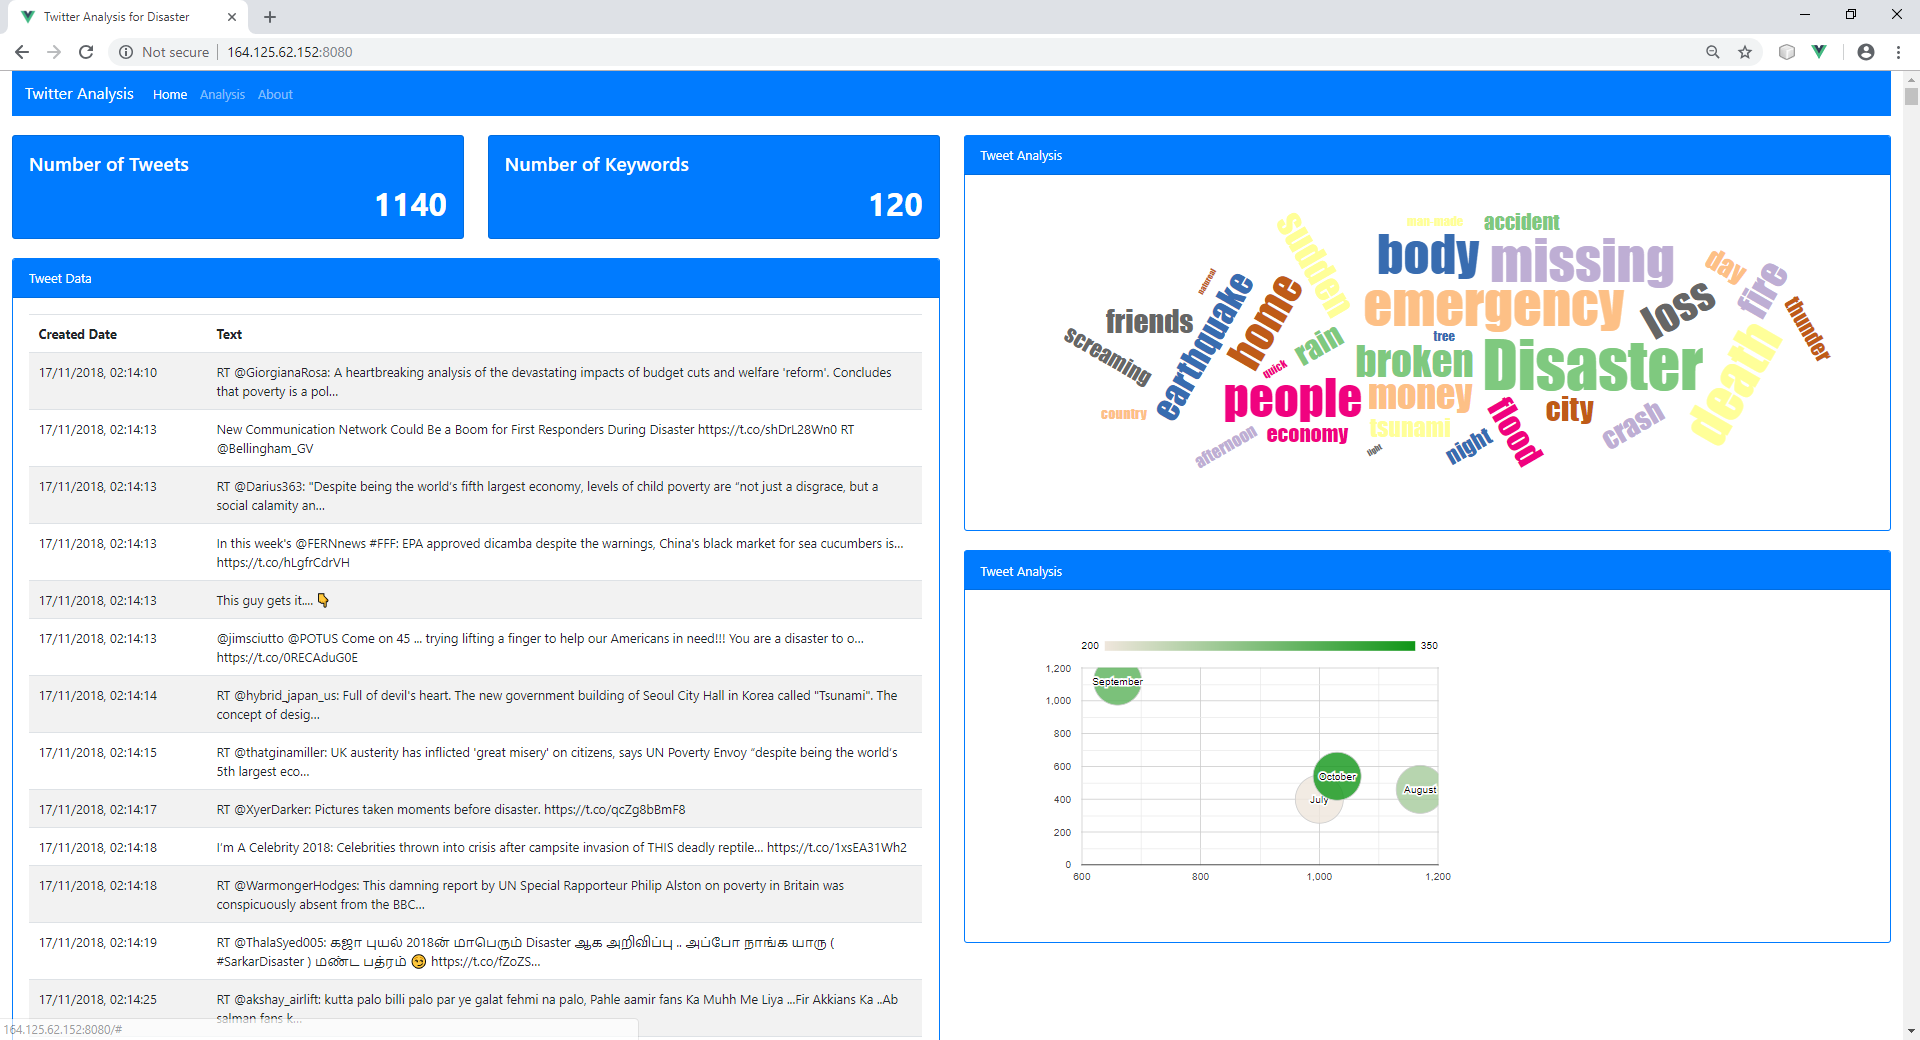 Twitter Analysis for Disaster
Not secure
164.125.62.152:8080
Twitter Analysis Home Analysis About
Number of Tweets
1140
Number of Keywords
120
Tweet Data
Created Date Text
17/11/2018, 02:14:10 RT @GiorgianaRosa: A heartbreaking analysis of the devastating impacts of budget cuts and welfare 'reform'. Concludes
that poverty is a pol...
17/11/2018, 02:14:13 New Communication Network Could Be a Boom for First Responders During Disaster https://t.co/shDrL28Wn0 RT
@Bellingham_GV
17/11/2018, 02:14:13 RT @Darius363: "Despite being the world's fifth largest economy, levels of child poverty are “not just a disgrace, but a
social calamity an...
17/11/2018, 02:14:13 In this week's @FERNnews #FFF: EPA approved dicamba despite the warnings, China's black market for sea cucumbers is...
https://t.co/hLgfrCdrVH
17/11/2018, 02:14:13 This guy gets it.... 👇
17/11/2018, 02:14:13 @jimsciutto @POTUS Come on 45 ... trying lifting a finger to help our Americans in need!!! You are a disaster to o...
https://t.co/0RECAduG0E
17/11/2018, 02:14:14 RT @hybrid_japan_us: Full of devil's heart. The new government building of Seoul City Hall in Korea called "Tsunami". The
concept of desig...
17/11/2018, 02:14:15 RT @thatginamiller: UK austerity has inflicted 'great misery' on citizens, says UN Poverty Envoy “despite being the world's
5th largest eco...
17/11/2018, 02:14:17 RT @XyerDarker: Pictures taken moments before disaster. https://t.co/qcZg8bBmF8
17/11/2018, 02:14:18 I'm A Celebrity 2018: Celebrities thrown into crisis after campsite invasion of THIS deadly reptile... https://t.co/1xsEA31Wh2
17/11/2018, 02:14:18 RT @WarmongerHodges: This damning report by UN Special Rapporteur Philip Alston on poverty in Britain was
conspicuously absent from the BBC...
17/11/2018, 02:14:19 RT @ThalaSyed005: கஜா புயல் 2018ன் மாபெரும் Disaster ஆக அறிவிப்பு .. அப்போ நாங்க யாரு (
#SarkarDisaster ) மண்ட பத்ரம் 😏 https://t.co/fZoZS...
17/11/2018, 02:14:25 RT @akshay_airlift: kutta palo billi palo par ye galat fehmi na palo, Pahle aamir fans Ka Muhh Me Liya ...Fir Akkians Ka ..Ab
salman fans k...
164.125.62.152:8080/#
Tweet Analysis
man-made
accident
sudden
body
missing
day
fire
natureal
earthquake
home
emergency
loss
thunder
friends
screaming
rain
tree
broken
Disaster
death
quick
people
money
country
economy
tsunami
flood
city
crash
afternoon
light
night
Tweet Analysis
200 350
1,200
September
1,000
800
600
October
August
400
July
200
0
600 800 1,000 1,200